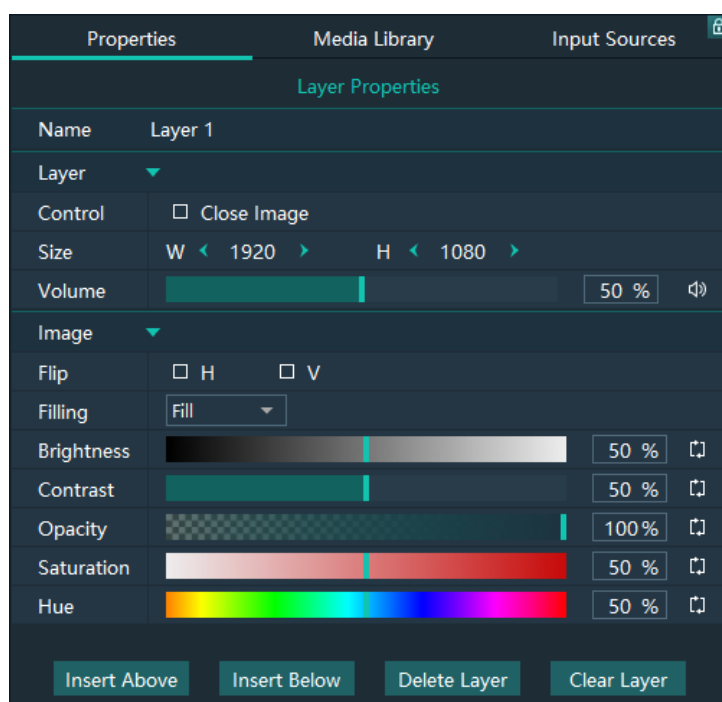 Properties Media Library Input Sources
Layer Properties
Name Layer 1
Layer
Control Close Image
Size W 1920 H 1080
Volume 50 %
Image
Flip H V
Filling Fill
Brightness 50 %
Contrast 50 %
Opacity 100%
Saturation 50 %
Hue 50 %
Insert Above Insert Below Delete Layer Clear Layer